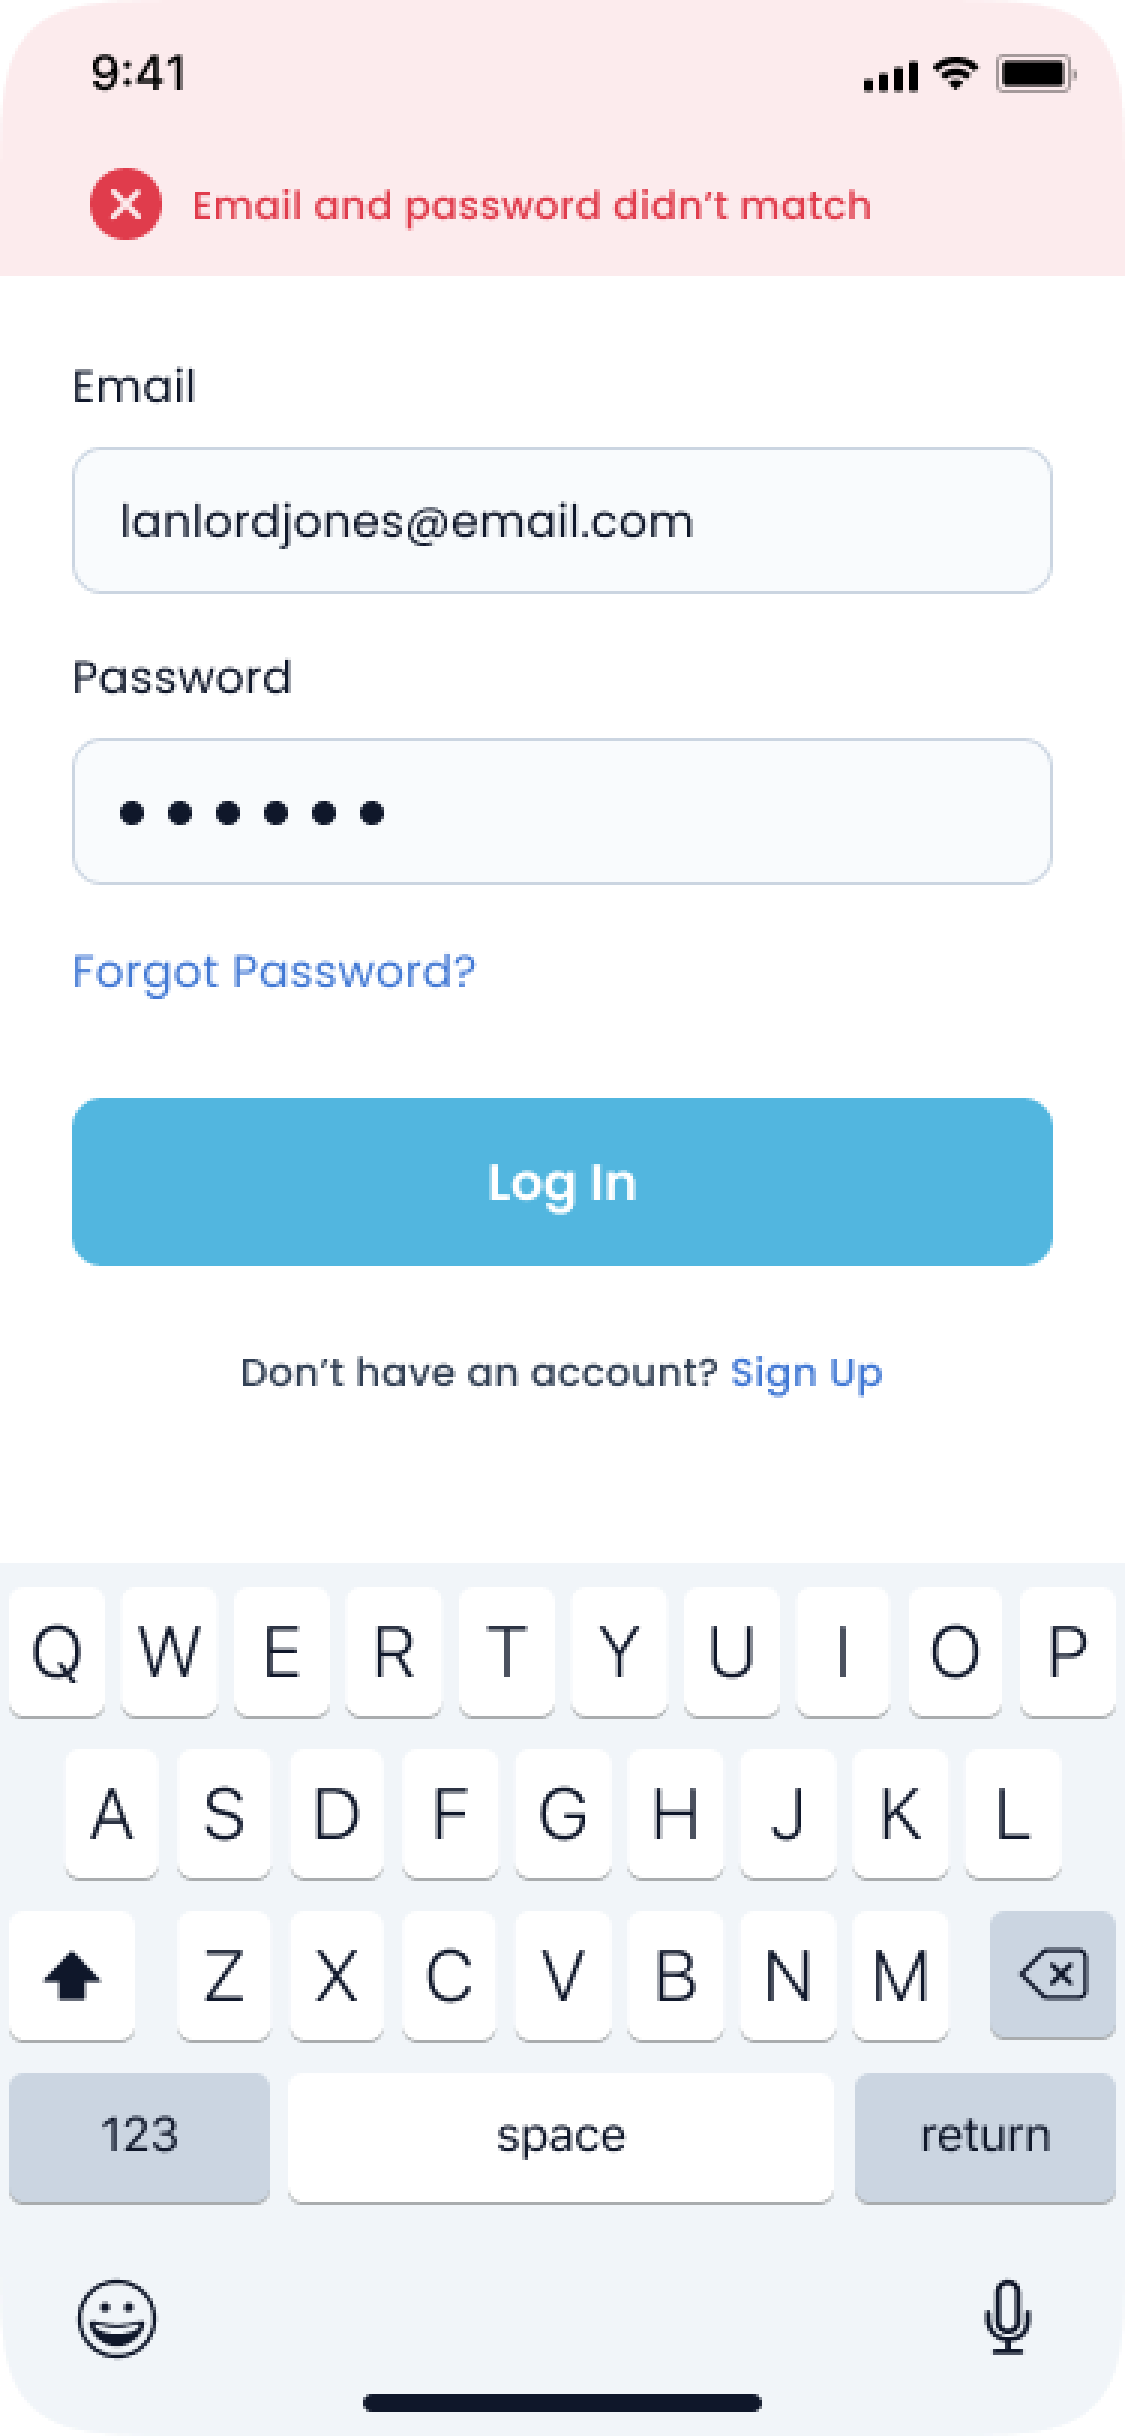 9:41
Email and password didn’t match
Email
lanlordjones@email.com
Password
Forgot Password?
Log In
Don’t have an account? Sign Up
Q W E R T Y U I O P
A S D F G H J K L
Z X C V B N M
123 space return